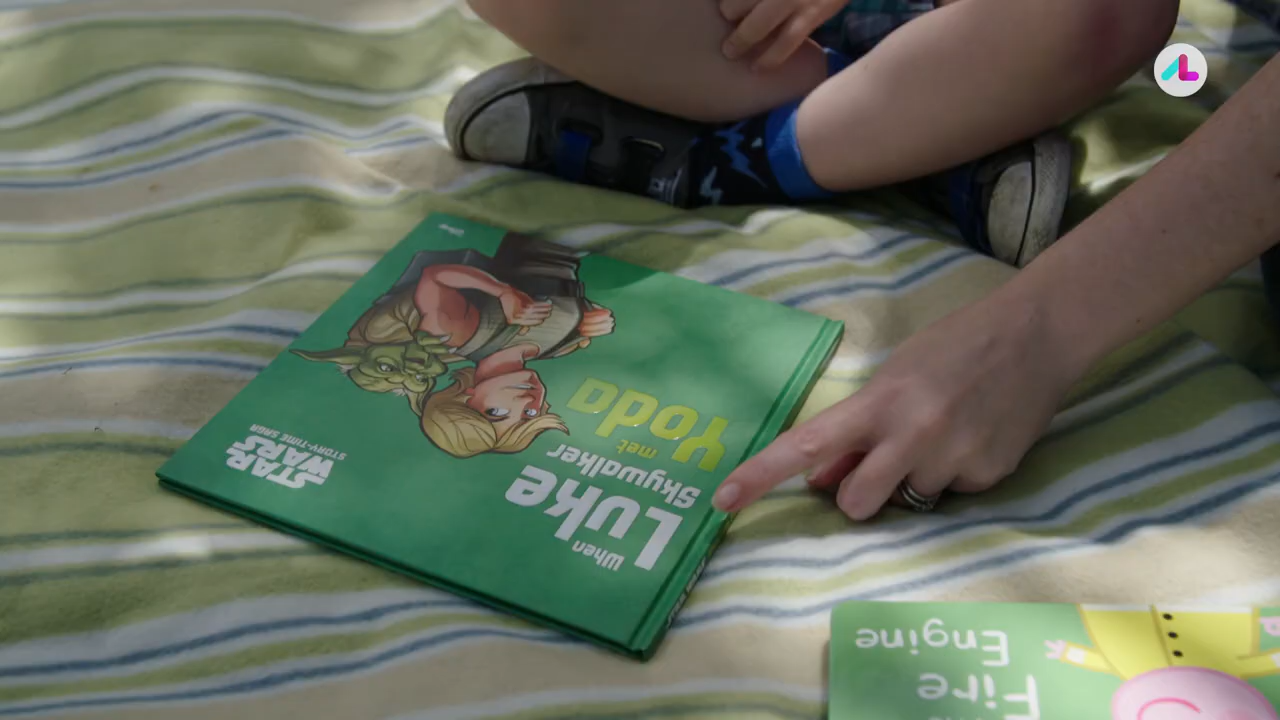 When
Luke
Skywalker
met
Yoda
STAR
WARS
STORY-TIME SAGA
Fire
Engine